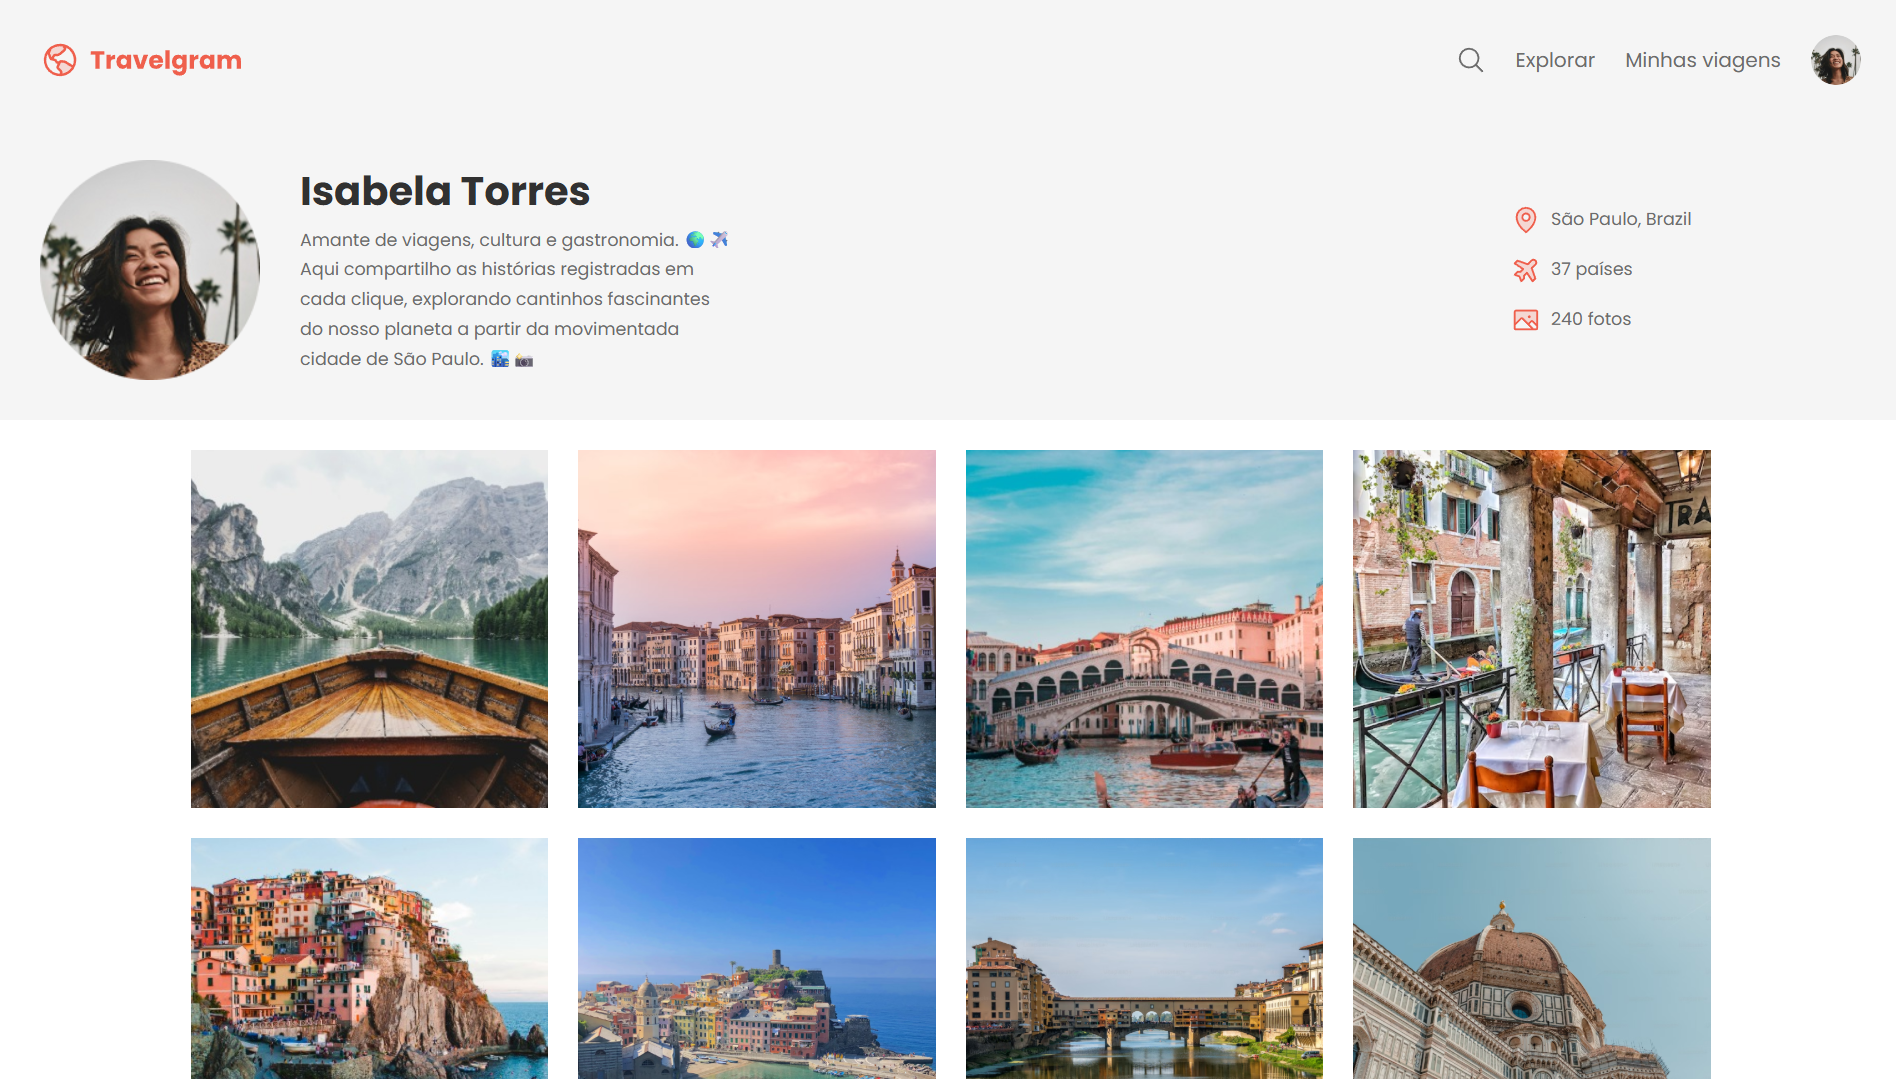 Travelgram
Explorar
Minhas viagens
Isabela Torres
Amante de viagens, cultura e gastronomia. 🌍 ✈️
Aqui compartilho as histórias registradas em
cada clique, explorando cantinhos fascinantes
do nosso planeta a partir da movimentada
cidade de São Paulo. 🏙️ 📸
São Paulo, Brazil
37 países
240 fotos
TRA